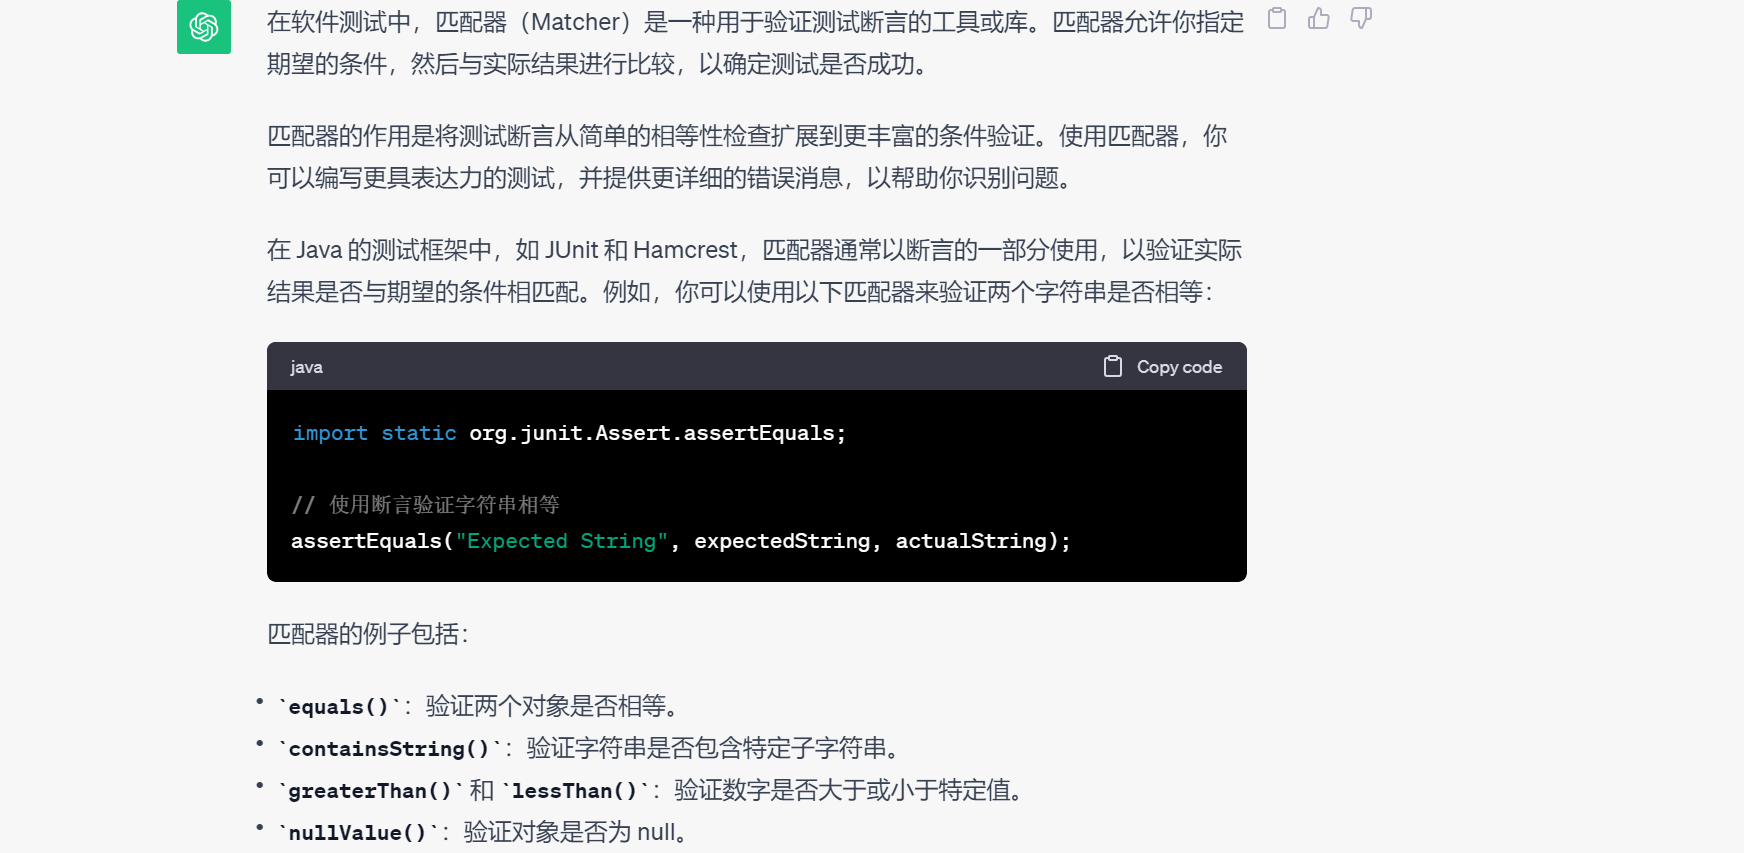 在软件测试中，匹配器（Matcher）是一种用于验证测试断言的工具或库。匹配器允许你指定
期望的条件，然后与实际结果进行比较，以确定测试是否成功。
匹配器的作用是将测试断言从简单的相等性检查扩展到更丰富的条件验证。使用匹配器，你
可以编写更具表达力的测试，并提供更详细的错误消息，以帮助你识别问题。
在 Java 的测试框架中，如 JUnit 和 Hamcrest，匹配器通常以断言的一部分使用，以验证实际
结果是否与期望的条件相匹配。例如，你可以使用以下匹配器来验证两个字符串是否相等：
java Copy code
import static org.junit.Assert.assertEquals;
// 使用断言验证字符串相等
assertEquals("Expected String", expectedString, actualString);
匹配器的例子包括：
• `equals()`：验证两个对象是否相等。
• `containsString()`：验证字符串是否包含特定子字符串。
• `greaterThan()` 和 `lessThan()`：验证数字是否大于或小于特定值。
• `nullValue()`：验证对象是否为 null。